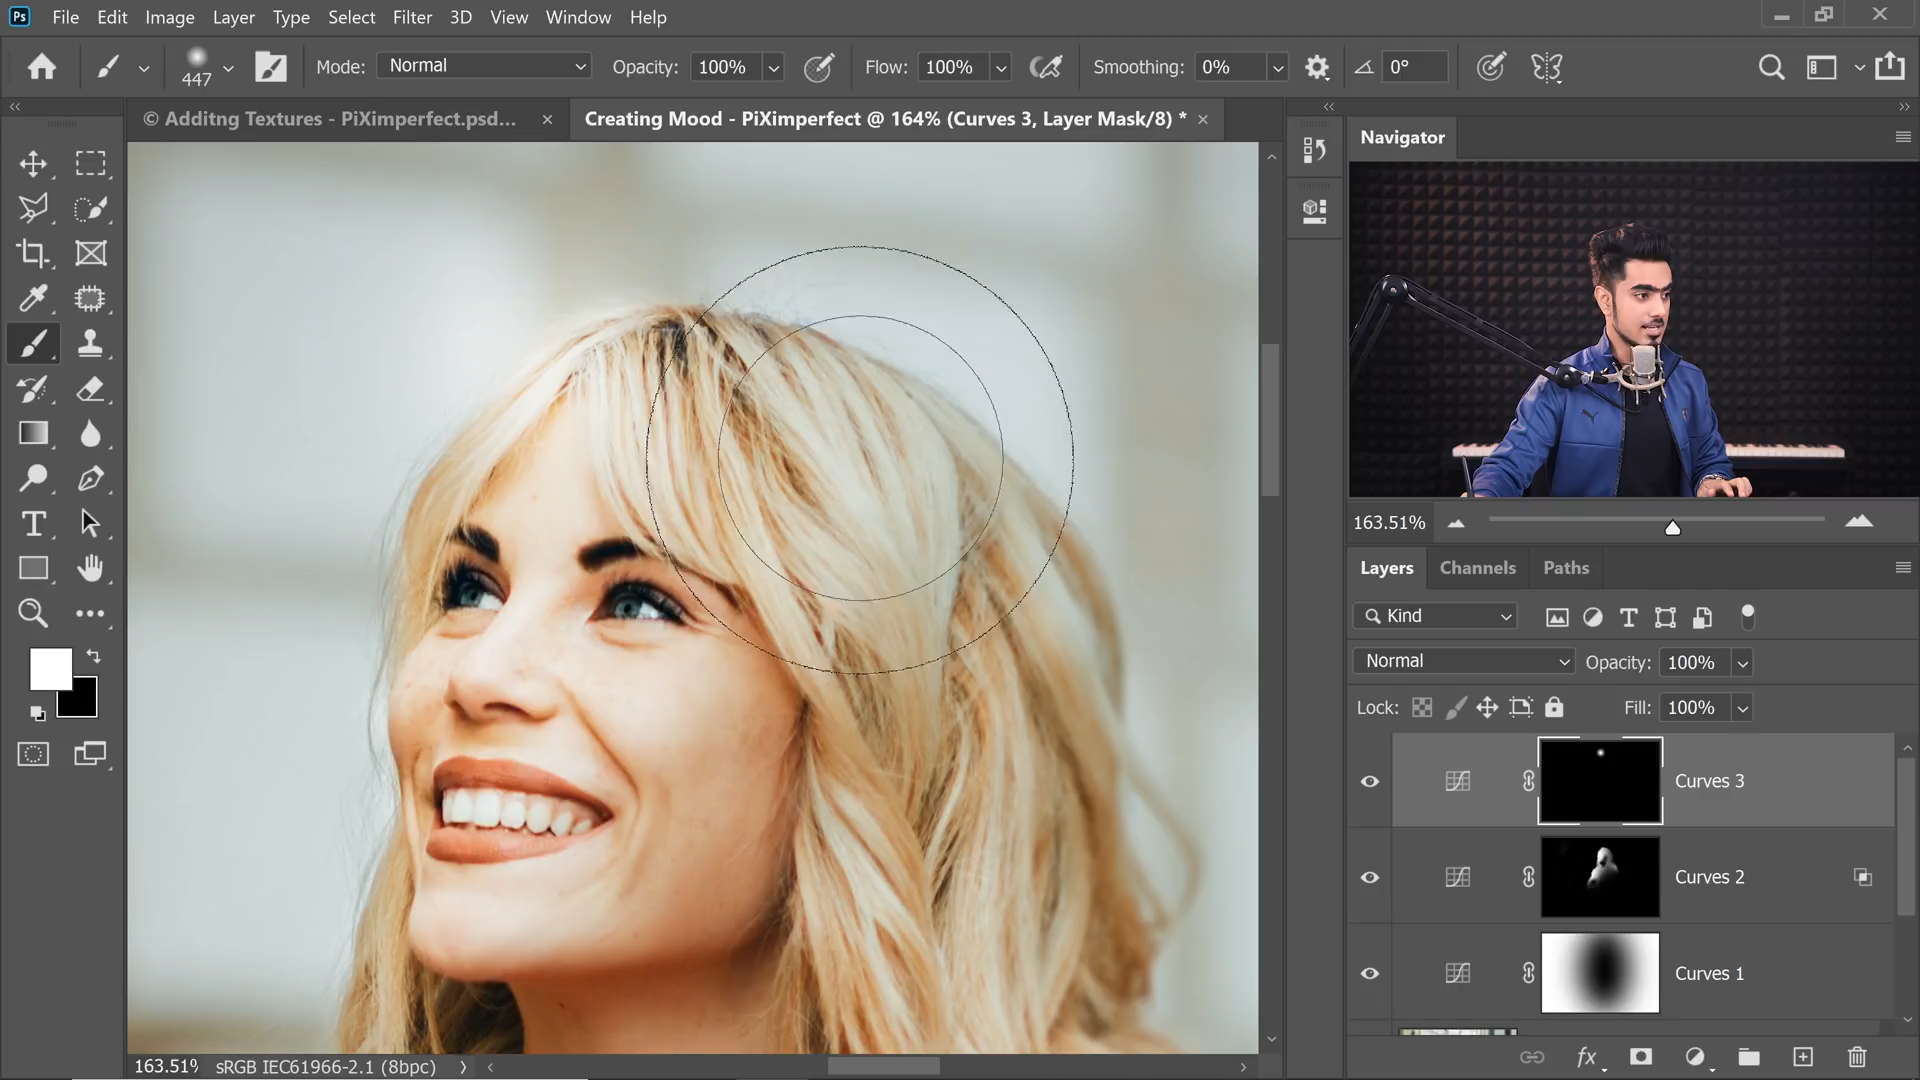 Ps File Edit Image Layer Type Select Filter 3D View Window Help
447 Mode: Normal Opacity: 100% Flow: 100% Smoothing: 0% 0°
© Additng Textures - PiXimperfect.psd... × Creating Mood - PiXimperfect @ 164% (Curves 3, Layer Mask/8) * ×
Navigator
163.51%
Layers Channels Paths
Kind
Normal Opacity: 100%
Lock: Fill: 100%
Curves 3
Curves 2
Curves 1
163.51% sRGB IEC61966-2.1 (8bpc)
fx